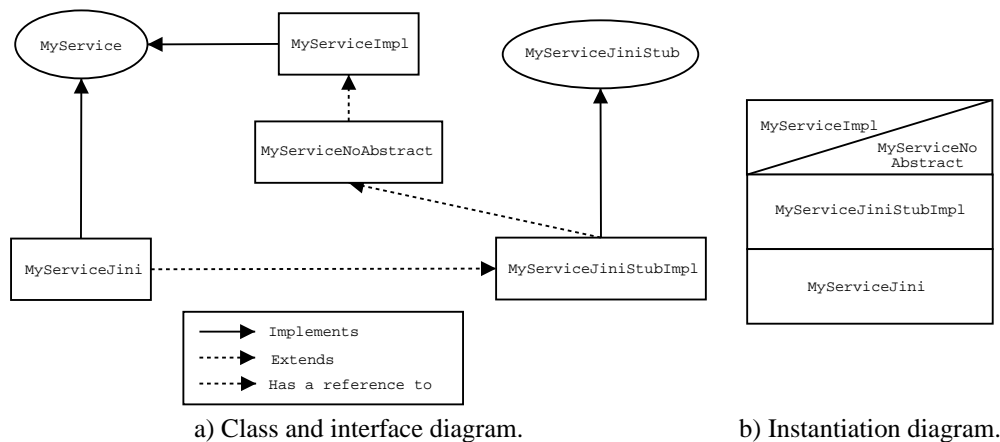 MyService
MyServiceImpl
MyServiceJiniStub
MyServiceNoAbstract
MyServiceJini
MyServiceJiniStubImpl
Implements
Extends
Has a reference to
a) Class and interface diagram.
MyServiceImpl
MyServiceNo
Abstract
MyServiceJiniStubImpl
MyServiceJini
b) Instantiation diagram.